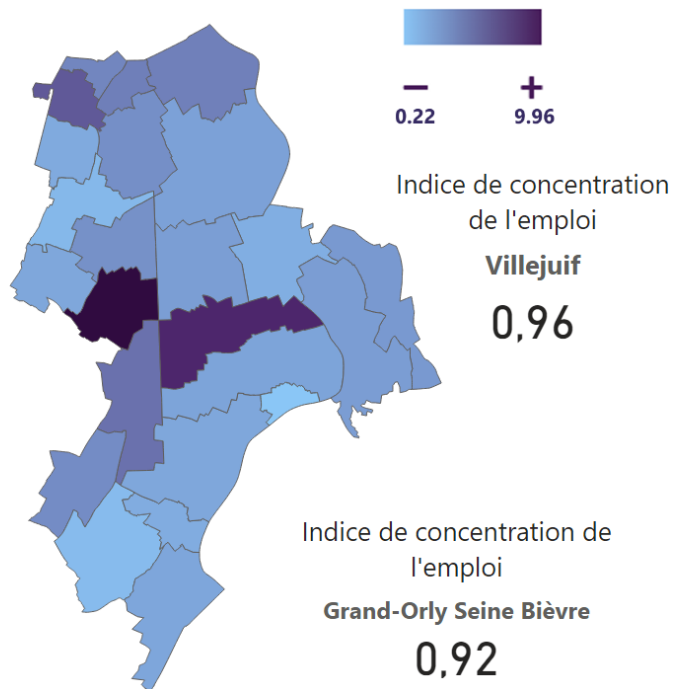 − +
0.22 9.96
Indice de concentration
de l'emploi
Villejuif
0,96
Indice de concentration de
l'emploi
Grand-Orly Seine Bièvre
0,92